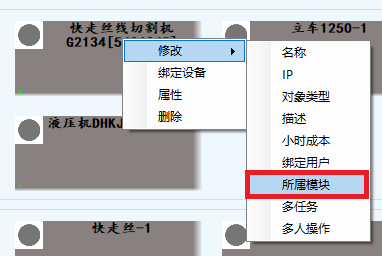 快走丝线切割机
G2134[5
立车1250-1
修改
绑定设备
属性
删除
名称
IP
对象类型
描述
小时成本
绑定用户
所属模块
多任务
多人操作
液压机DHK
快走丝-1